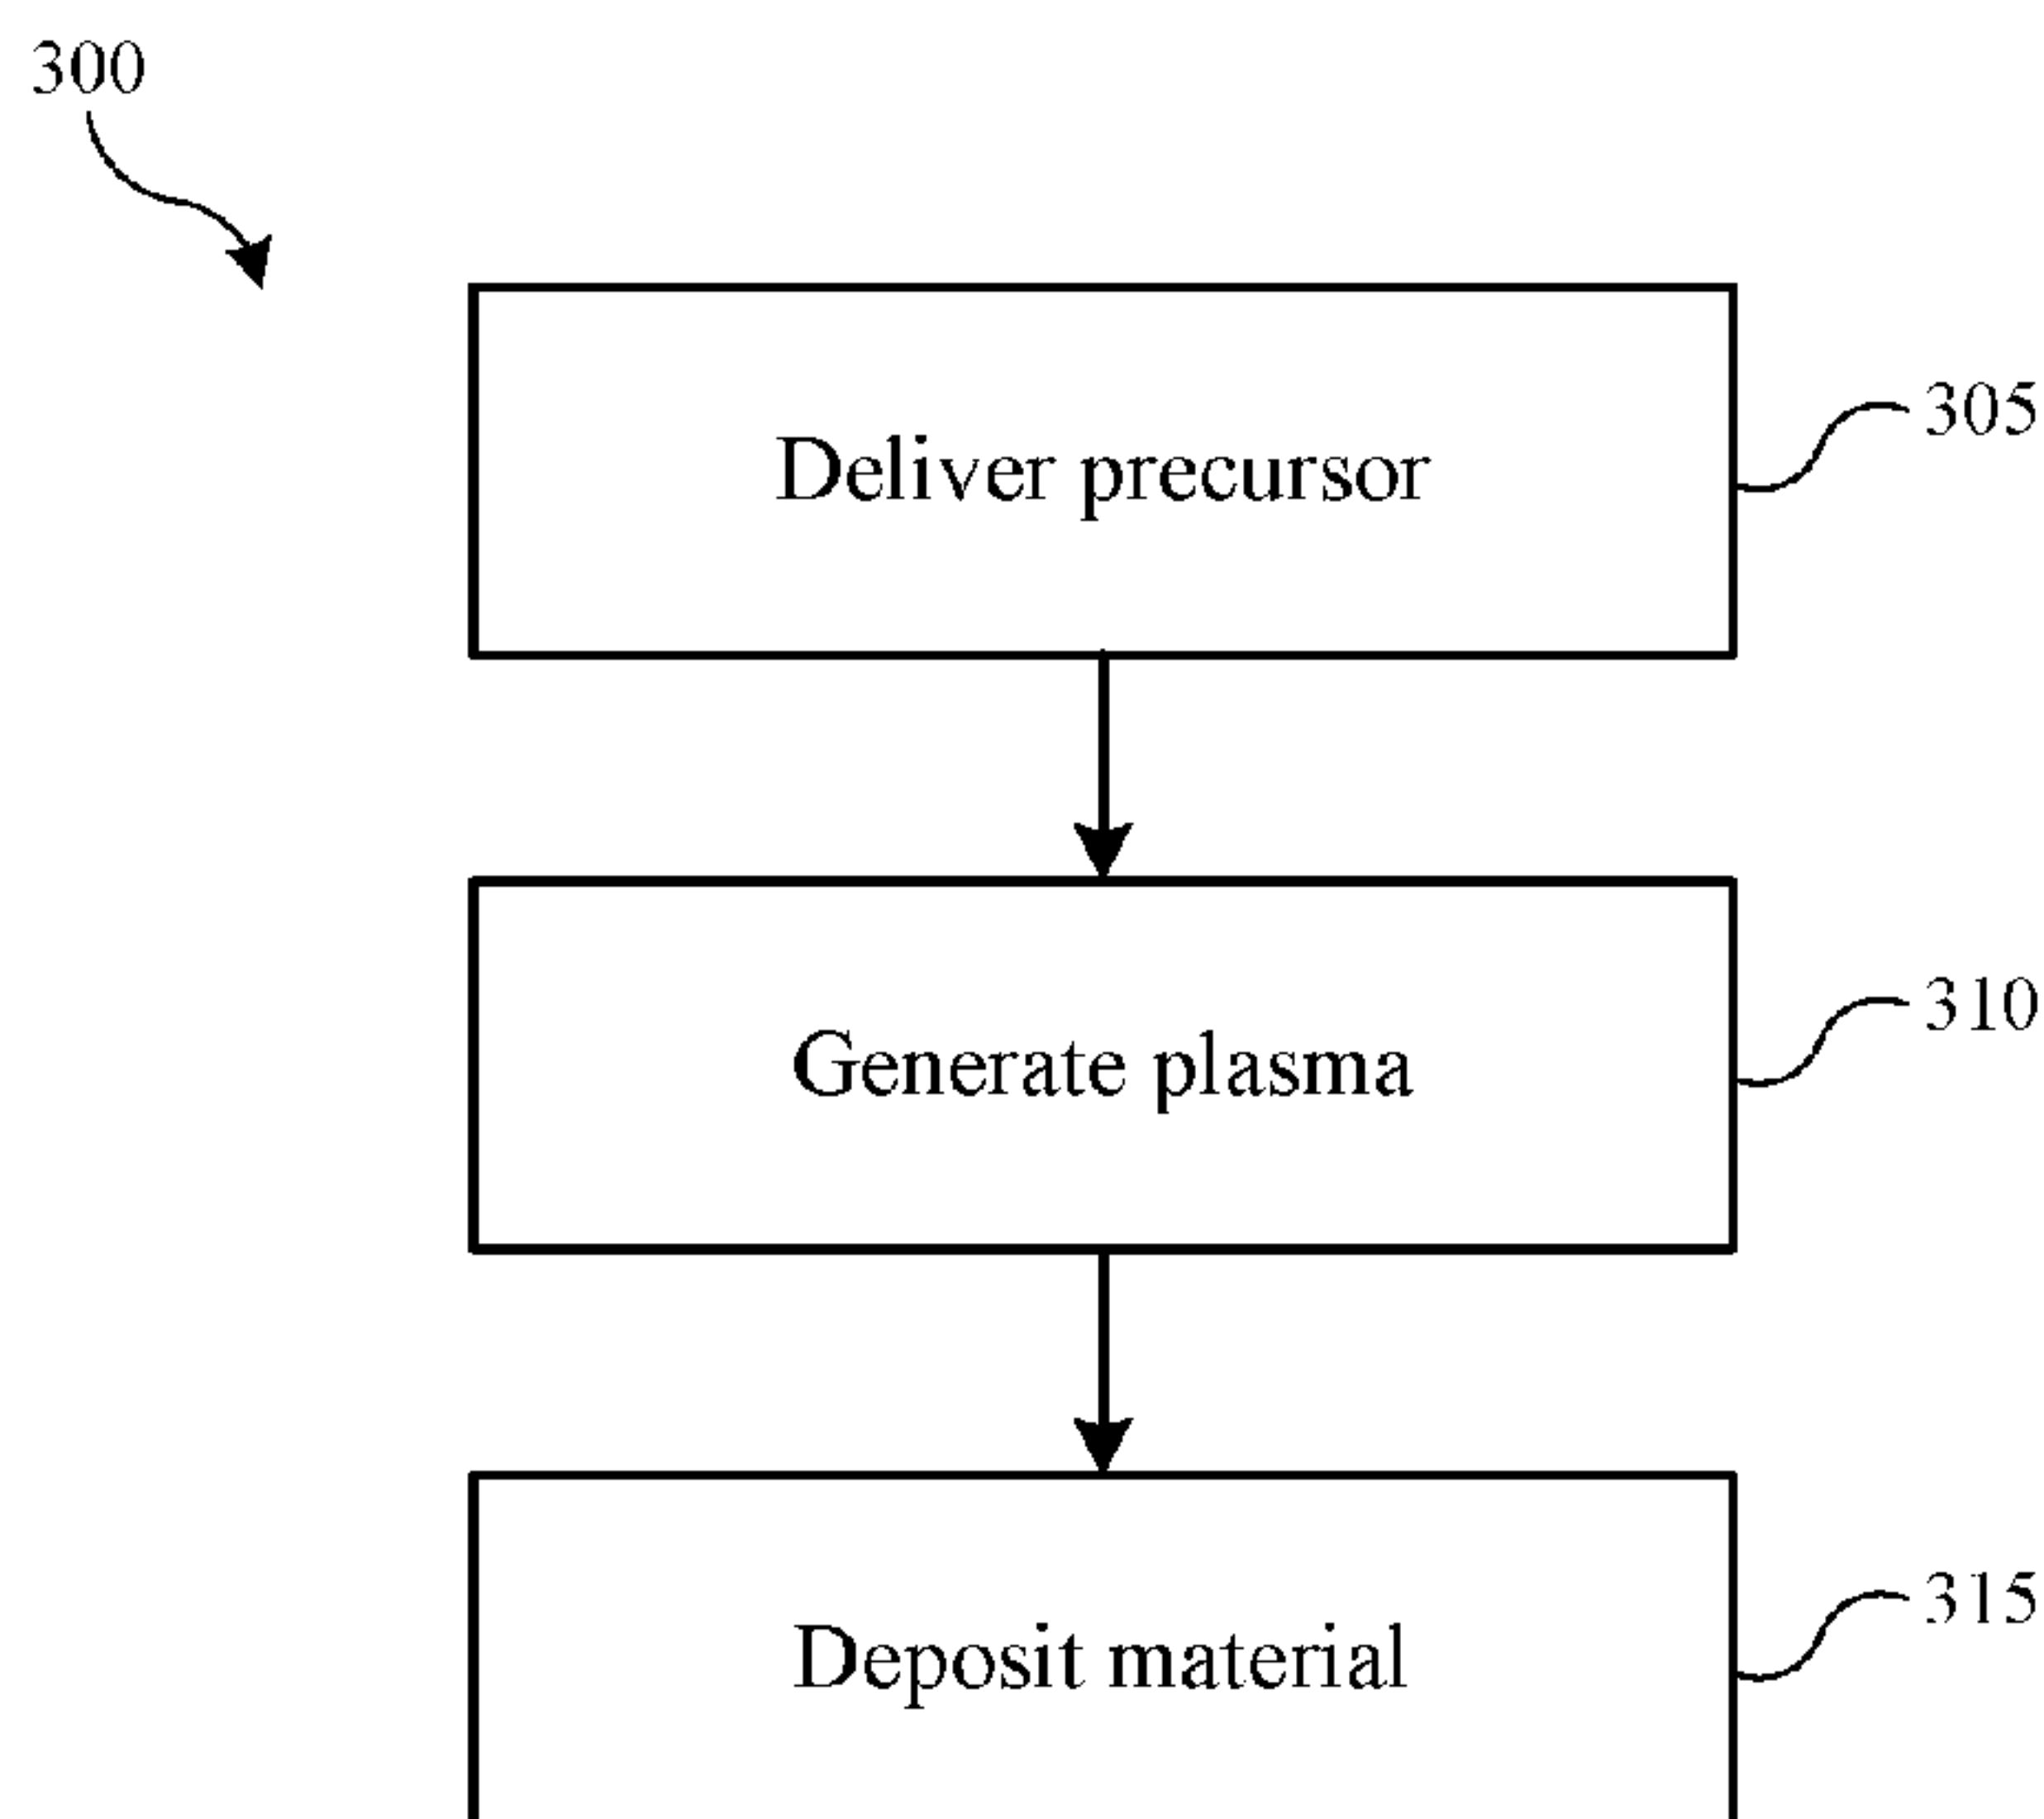 300
Deliver precursor
305
Generate plasma
310
Deposit material
315